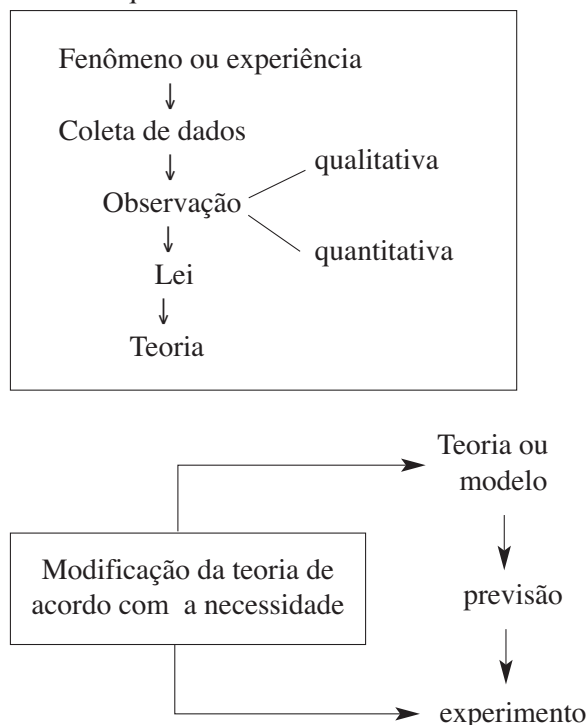 Fenômeno ou experiência
Coleta de dados
qualitativa
Observação
quantitativa
Lei
Teoria
Teoria ou
modelo
Modificação da teoria de
acordo com a necessidade
previsão
experimento